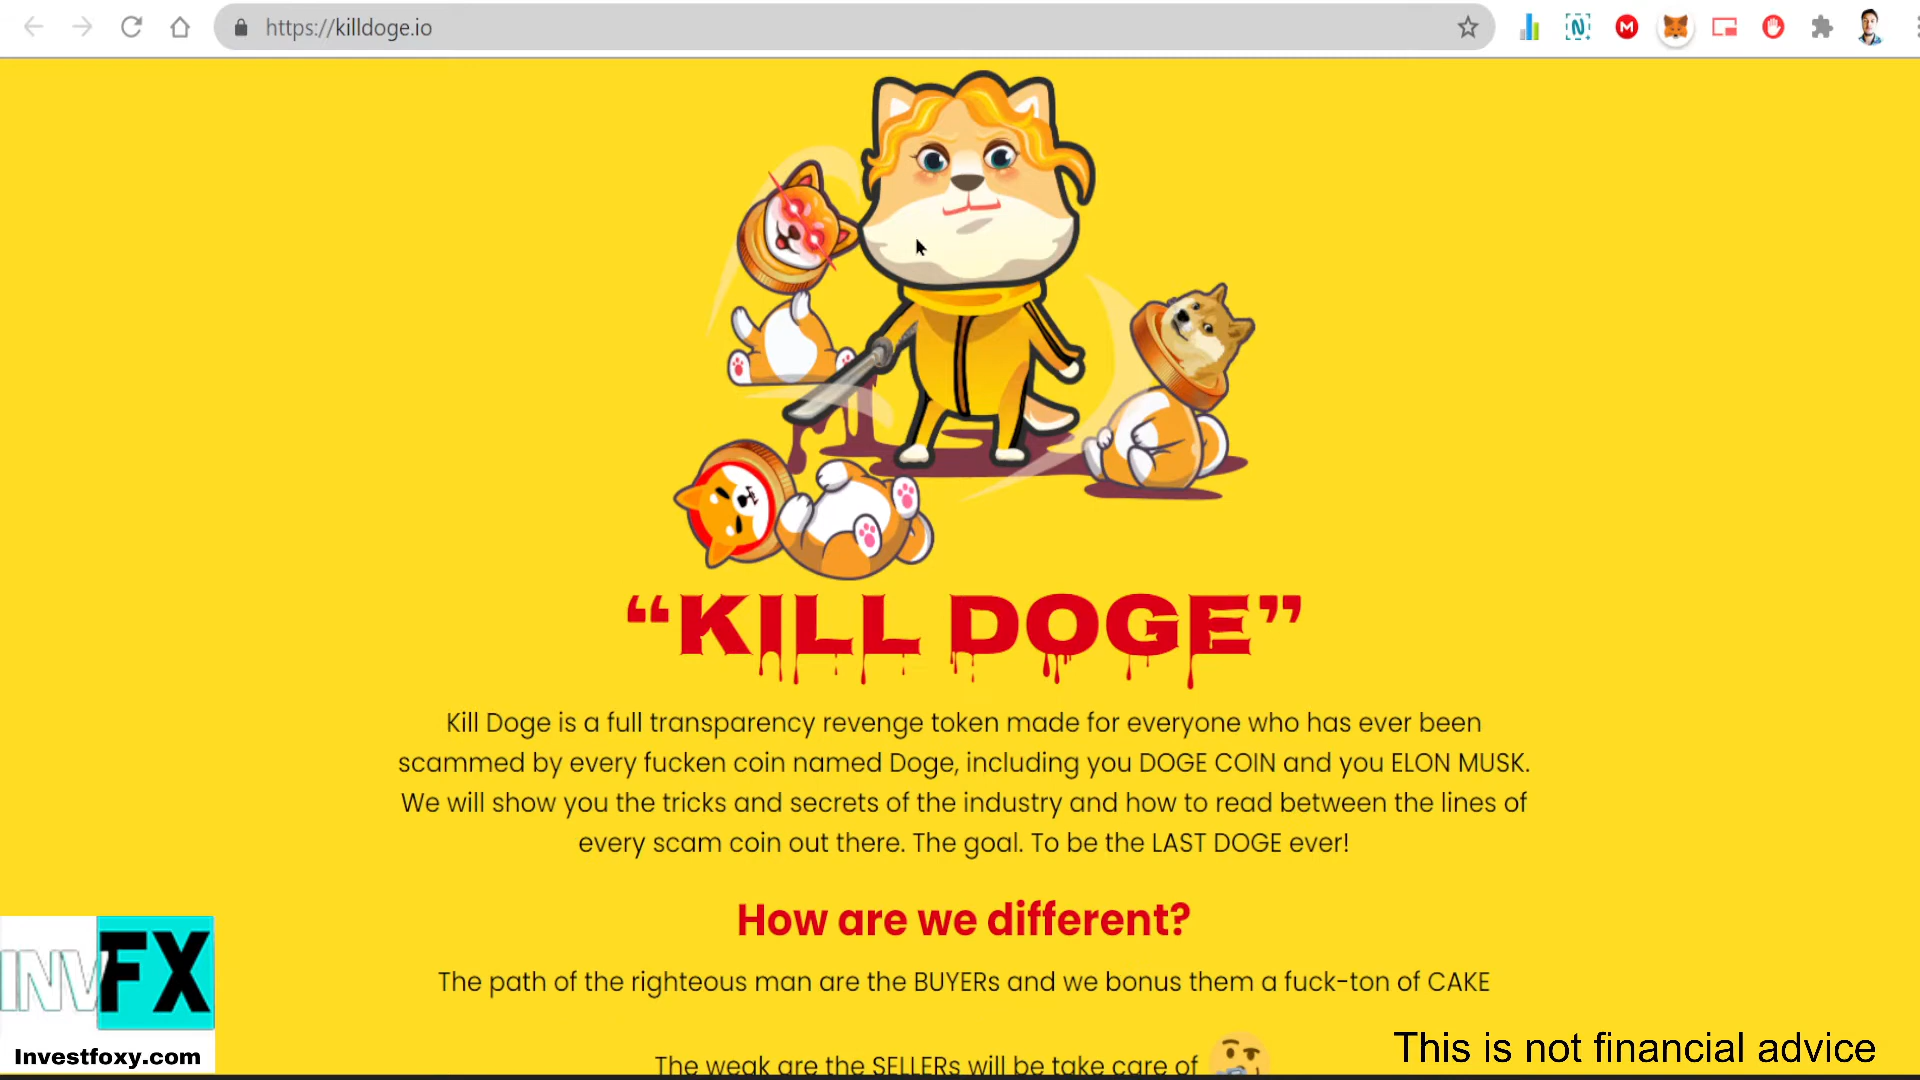 https://killdoge.io
“KILL DOGE”
Kill Doge is a full transparency revenge token made for everyone who has ever been
scammed by every fucken coin named Doge, including you DOGE COIN and you ELON MUSK.
We will show you the tricks and secrets of the industry and how to read between the lines of
every scam coin out there. The goal. To be the LAST DOGE ever!
How are we different?
The path of the righteous man are the BUYERs and we bonus them a fuck-ton of CAKE
The weak are the SELLERs will be take care of
INVFX
Investfoxy.com
This is not financial advice